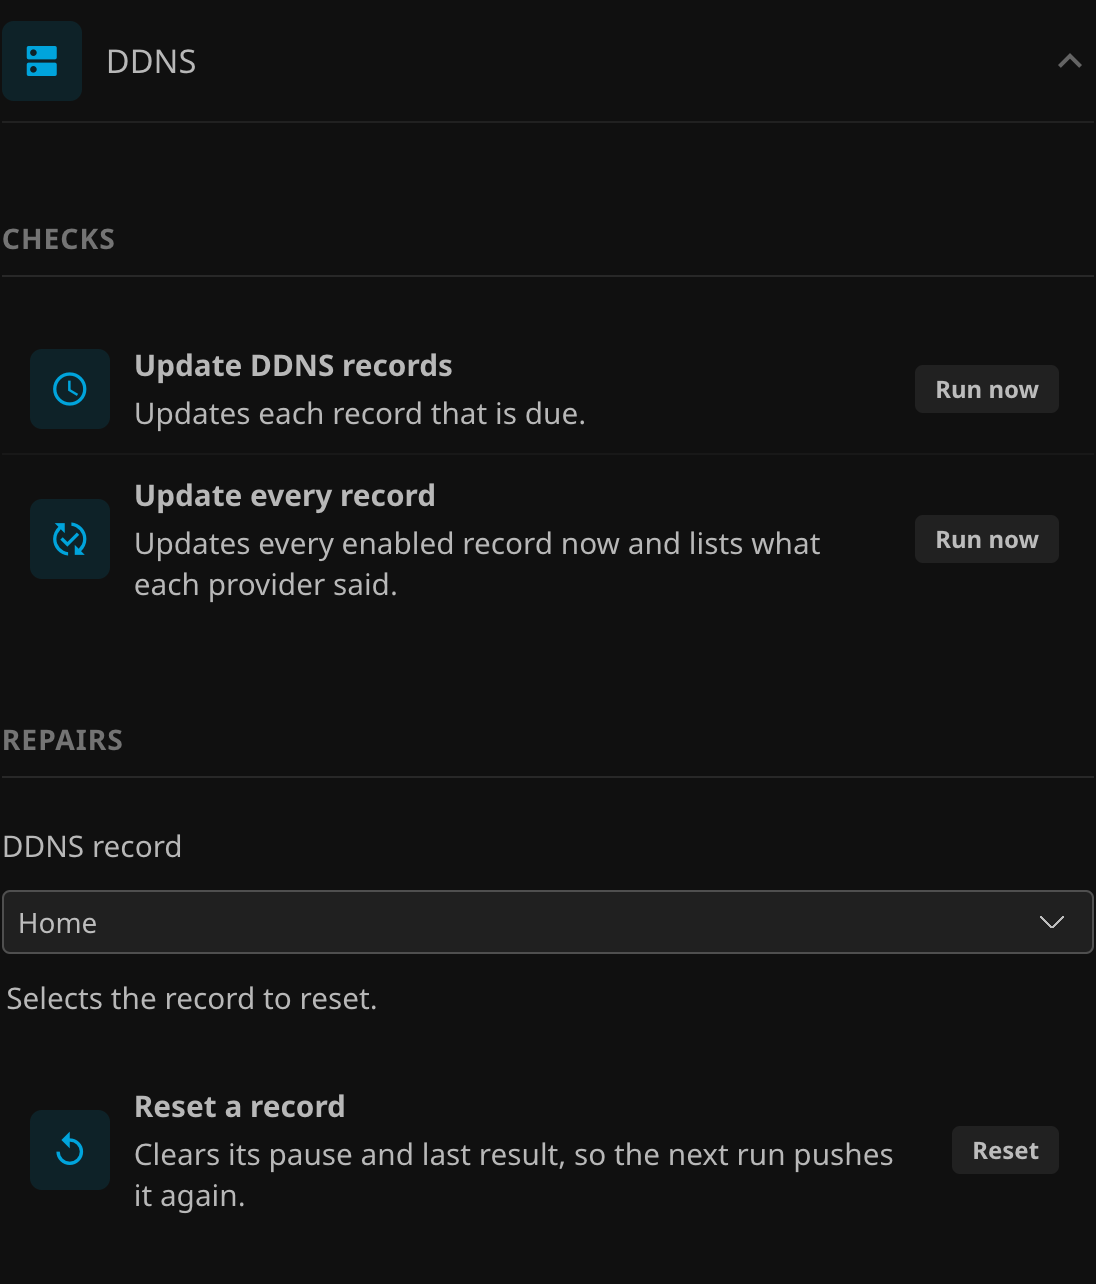 DDNS
CHECKS
Update DDNS records
Updates each record that is due.
Run now
Update every record
Updates every enabled record now and lists what
each provider said.
Run now
REPAIRS
DDNS record
Home
Selects the record to reset.
Reset a record
Clears its pause and last result, so the next run pushes
it again.
Reset